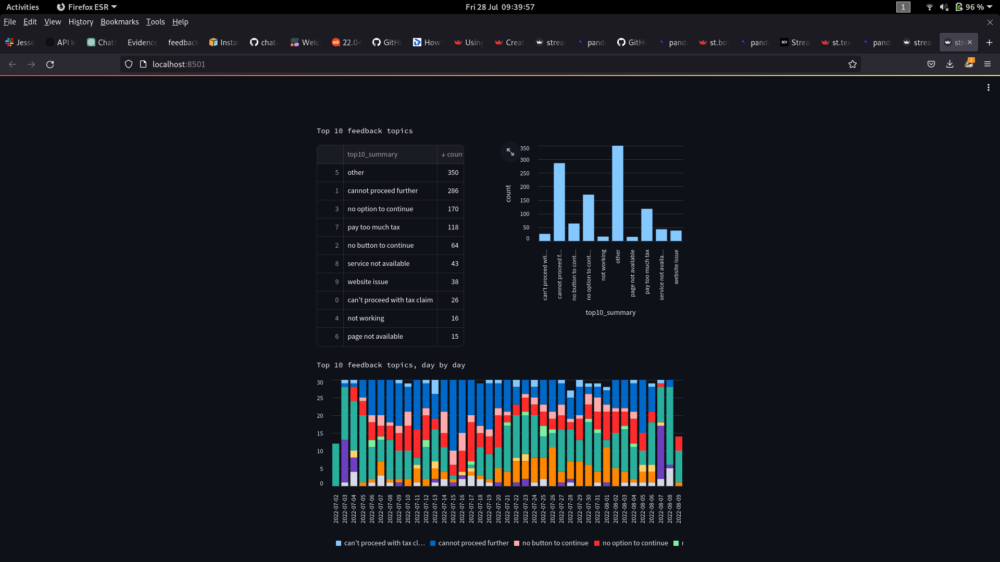 Activities Firefox ESR Fri 28 Jul 09:39:57 1 96 %
File Edit View History Bookmarks Tools Help
Jesse API k Chat Evidence feedback Instal chat- Welc ask 22.04 GitH How Using Creat strea pand GitH pand st.bo pand DEV Strea st.tex pand strea str
localhost:8501 1
Top 10 feedback topics
top10_summary ↓ coun
5 other 350
1 cannot proceed further 286
3 no option to continue 170
7 pay too much tax 118
2 no button to continue 64
8 service not available 43
9 website issue 38
0 can't proceed with tax claim 26
4 not working 16
6 page not available 15
350
300
250
200
150
100
50
0
count
can't proceed wit…
cannot proceed f…
no button to cont…
no option to cont…
not working
other
page not available
pay too much tax
service not availa…
website issue
top10_summary
Top 10 feedback topics, day by day
30
25
20
15
10
5
0
2022-07-02
2022-07-03
2022-07-04
2022-07-05
2022-07-06
2022-07-07
2022-07-08
2022-07-09
2022-07-10
2022-07-11
2022-07-12
2022-07-13
2022-07-14
2022-07-15
2022-07-16
2022-07-17
2022-07-18
2022-07-19
2022-07-20
2022-07-21
2022-07-22
2022-07-23
2022-07-24
2022-07-25
2022-07-26
2022-07-27
2022-07-28
2022-07-29
2022-07-30
2022-07-31
2022-08-01
2022-08-02
2022-08-03
2022-08-04
2022-08-05
2022-08-06
2022-08-07
2022-08-08
2022-08-09
can't proceed with tax cl… cannot proceed further no button to continue no option to continue